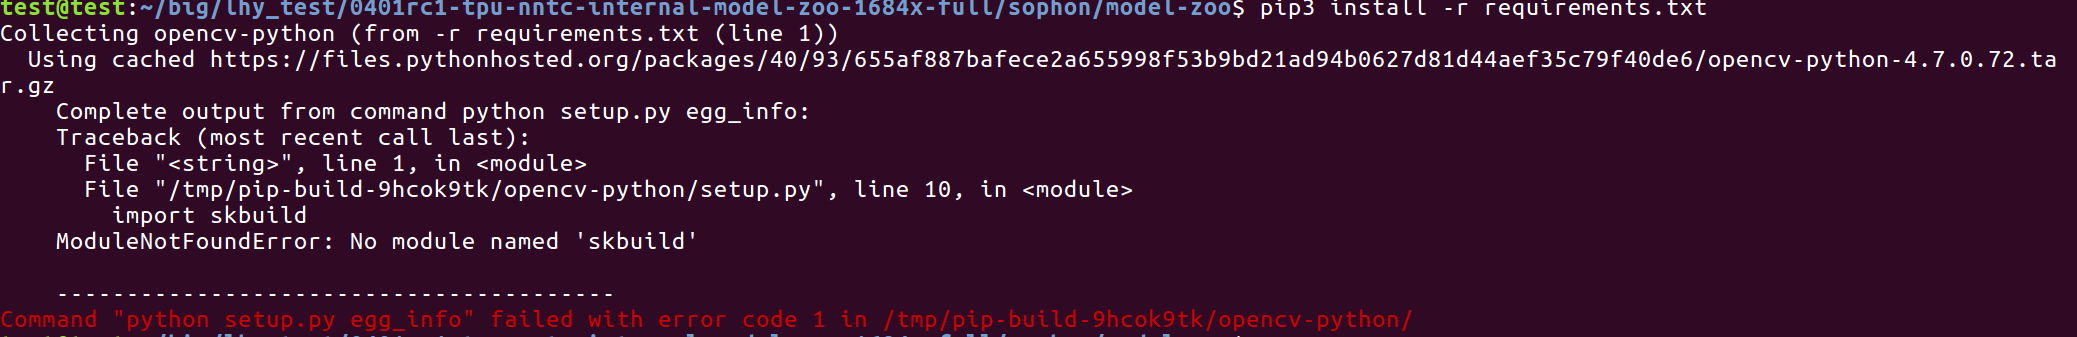 test@test:~/big/lhy_test/0401rc1-tpu-nntc-internal-model-zoo-1684x-full/sophon/model-zoo$ pip3 install -r requirements.txt
Collecting opencv-python (from -r requirements.txt (line 1))
  Using cached https://files.pythonhosted.org/packages/40/93/655af887bafece2a655998f53b9bd21ad94b0627d81d44aef35c79f40de6/opencv-python-4.7.0.72.ta
r.gz
    Complete output from command python setup.py egg_info:
    Traceback (most recent call last):
      File "<string>", line 1, in <module>
      File "/tmp/pip-build-9hcok9tk/opencv-python/setup.py", line 10, in <module>
        import skbuild
    ModuleNotFoundError: No module named 'skbuild'
    ----------------------------------------
Command "python setup.py egg_info" failed with error code 1 in /tmp/pip-build-9hcok9tk/opencv-python/